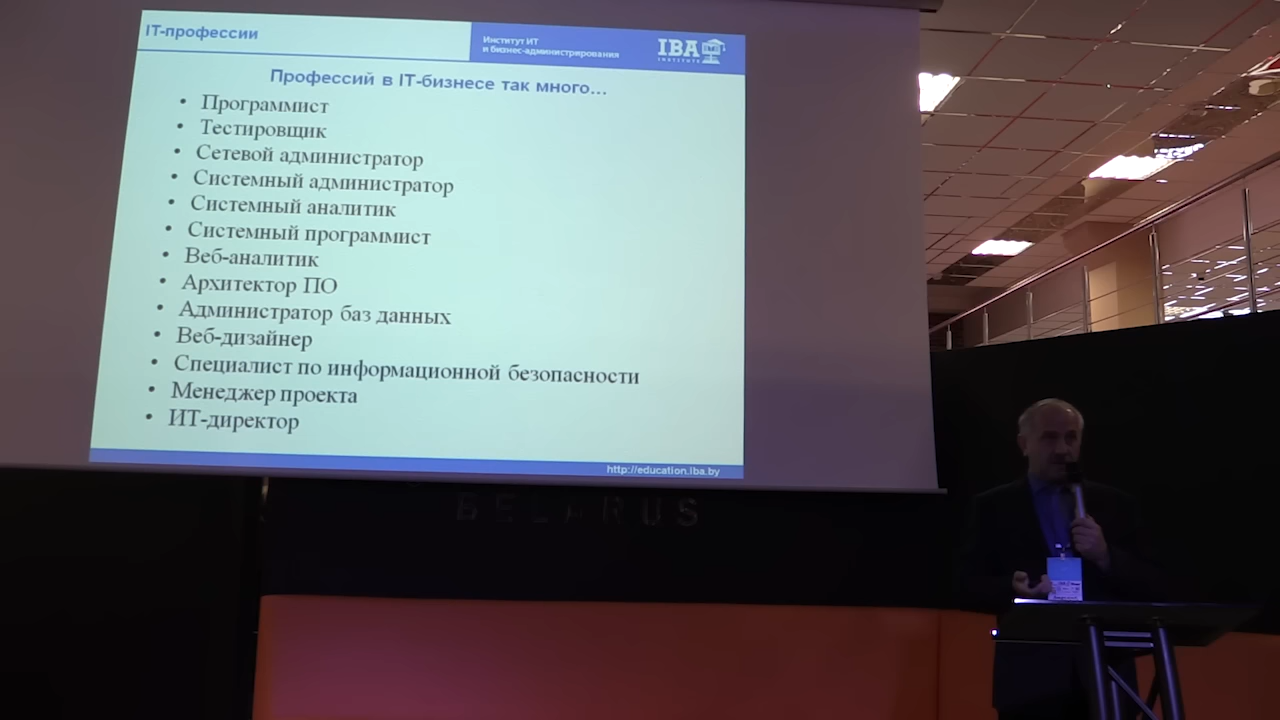 IT-профессии
Институт ИТ
и бизнес-администрирования
IBA
INSTITUTE
Профессий в IT-бизнесе так много...
• Программист
• Тестировщик
• Сетевой администратор
• Системный администратор
• Системный аналитик
• Системный программист
• Веб-аналитик
• Архитектор ПО
• Администратор баз данных
• Веб-дизайнер
• Специалист по информационной безопасности
• Менеджер проекта
• ИТ-директор
http://education.iba.by
BELARUS